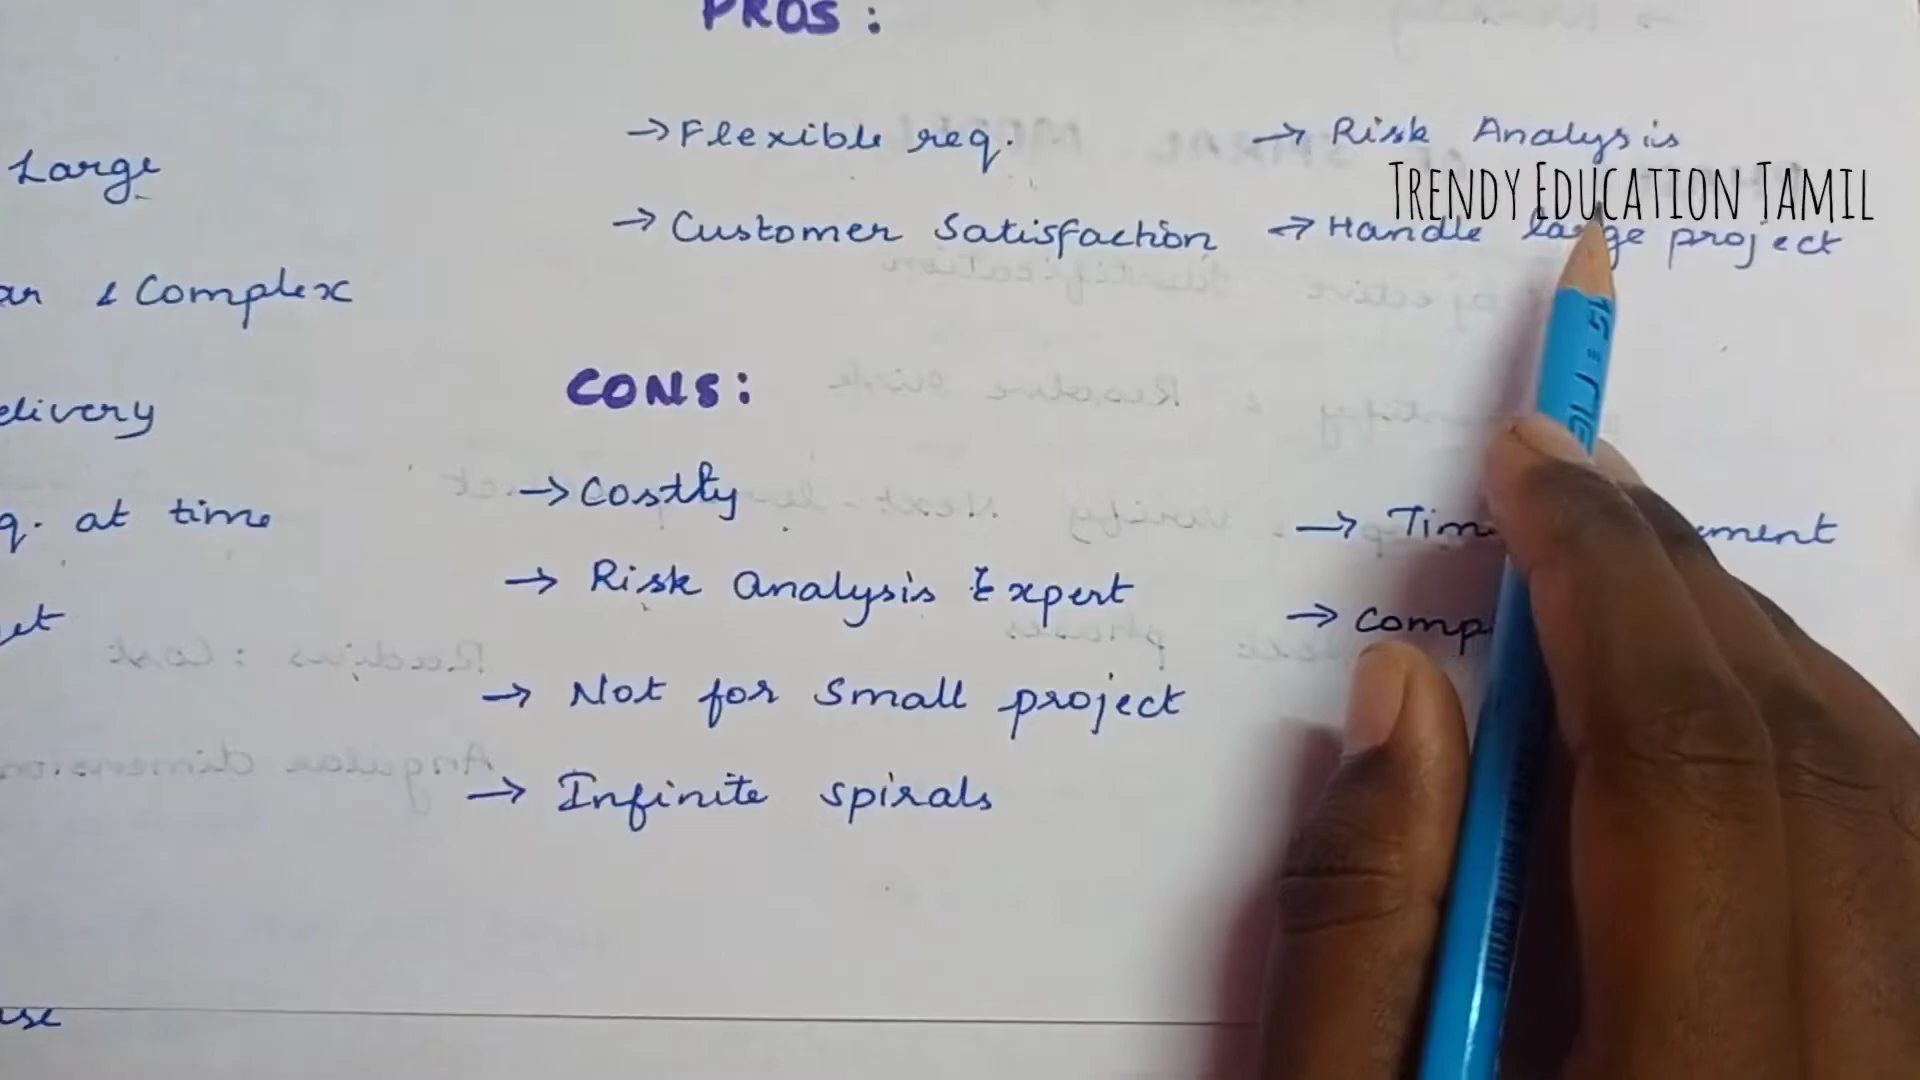 PROS:
→ Flexible req.
→ Risk Analysis
TRENDY EDUCATION TAMIL
→ Customer Satisfaction
→ Handle large project
Large
& Complex
CONS:
→ Costly
→ Risk analysis Expert
→ Not for small project
→ Infinite spirals
→
→
at time